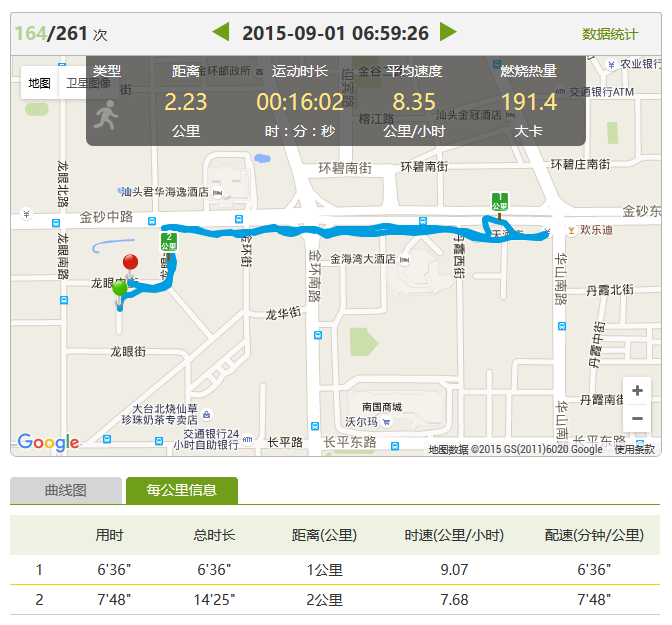 164/261 次
2015-09-01 06:59:26
数据统计
地图
卫星图像
类型
距离
运动时长
平均速度
燃烧热量
2.23
00:16:02
8.35
191.4
公里
时：分：秒
公里/小时
大卡
金环邮政所
迎宾路
金谷
农业银行
交通银行ATM
街
榕江路
汕头金冠酒店
环碧南街
环碧南街
环碧庄南街
龙眼北路
汕头君华海逸酒店
金砂中路
金砂东
1
公里
2
公里
欢乐迪
龙眼南路
金环街
金环南路
金海湾大酒店
丹霞西街
华山南路
丹霞北街
龙华街
丹霞中街
龙眼街
大台北烧仙草
珍珠奶茶专卖店
南国商城
沃尔玛
丹霞南街
华山南路
交通银行24
小时自助银行
ATM
长平路
长平东路
+
−
Google
地图数据 ©2015 GS(2011)6020 Google
使用条款
曲线图
每公里信息
用时
总时长
距离(公里)
时速(公里/小时)
配速(分钟/公里)
1 6'36" 6'36" 1公里 9.07 6'36"
2 7'48" 14'25" 2公里 7.68 7'48"